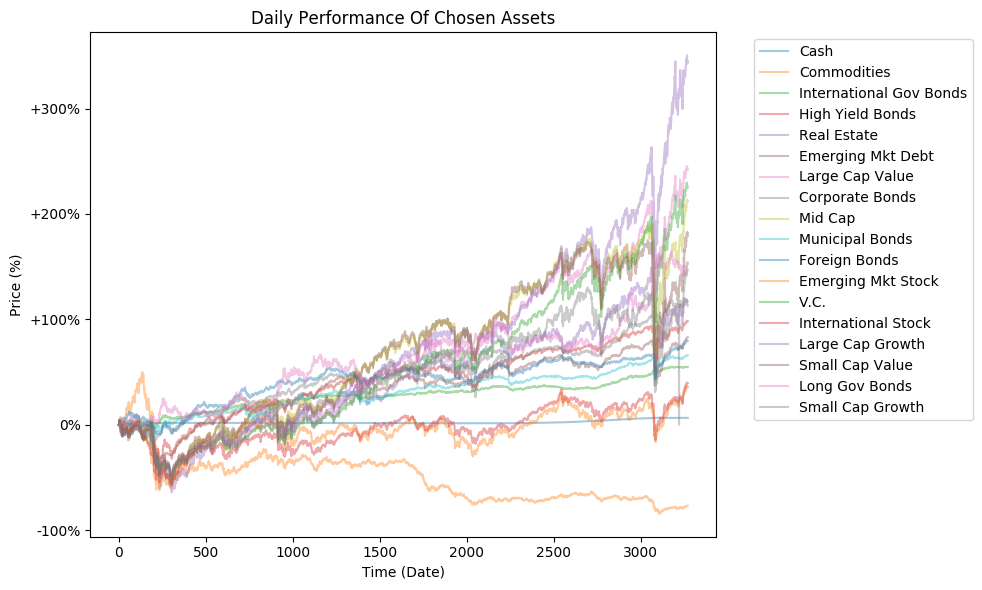 Daily Performance Of Chosen Assets
Price (%)
+300%
+200%
+100%
0%
-100%
0
500
1000
1500
2000
2500
3000
Time (Date)
Cash
Commodities
International Gov Bonds
High Yield Bonds
Real Estate
Emerging Mkt Debt
Large Cap Value
Corporate Bonds
Mid Cap
Municipal Bonds
Foreign Bonds
Emerging Mkt Stock
V.C.
International Stock
Large Cap Growth
Small Cap Value
Long Gov Bonds
Small Cap Growth